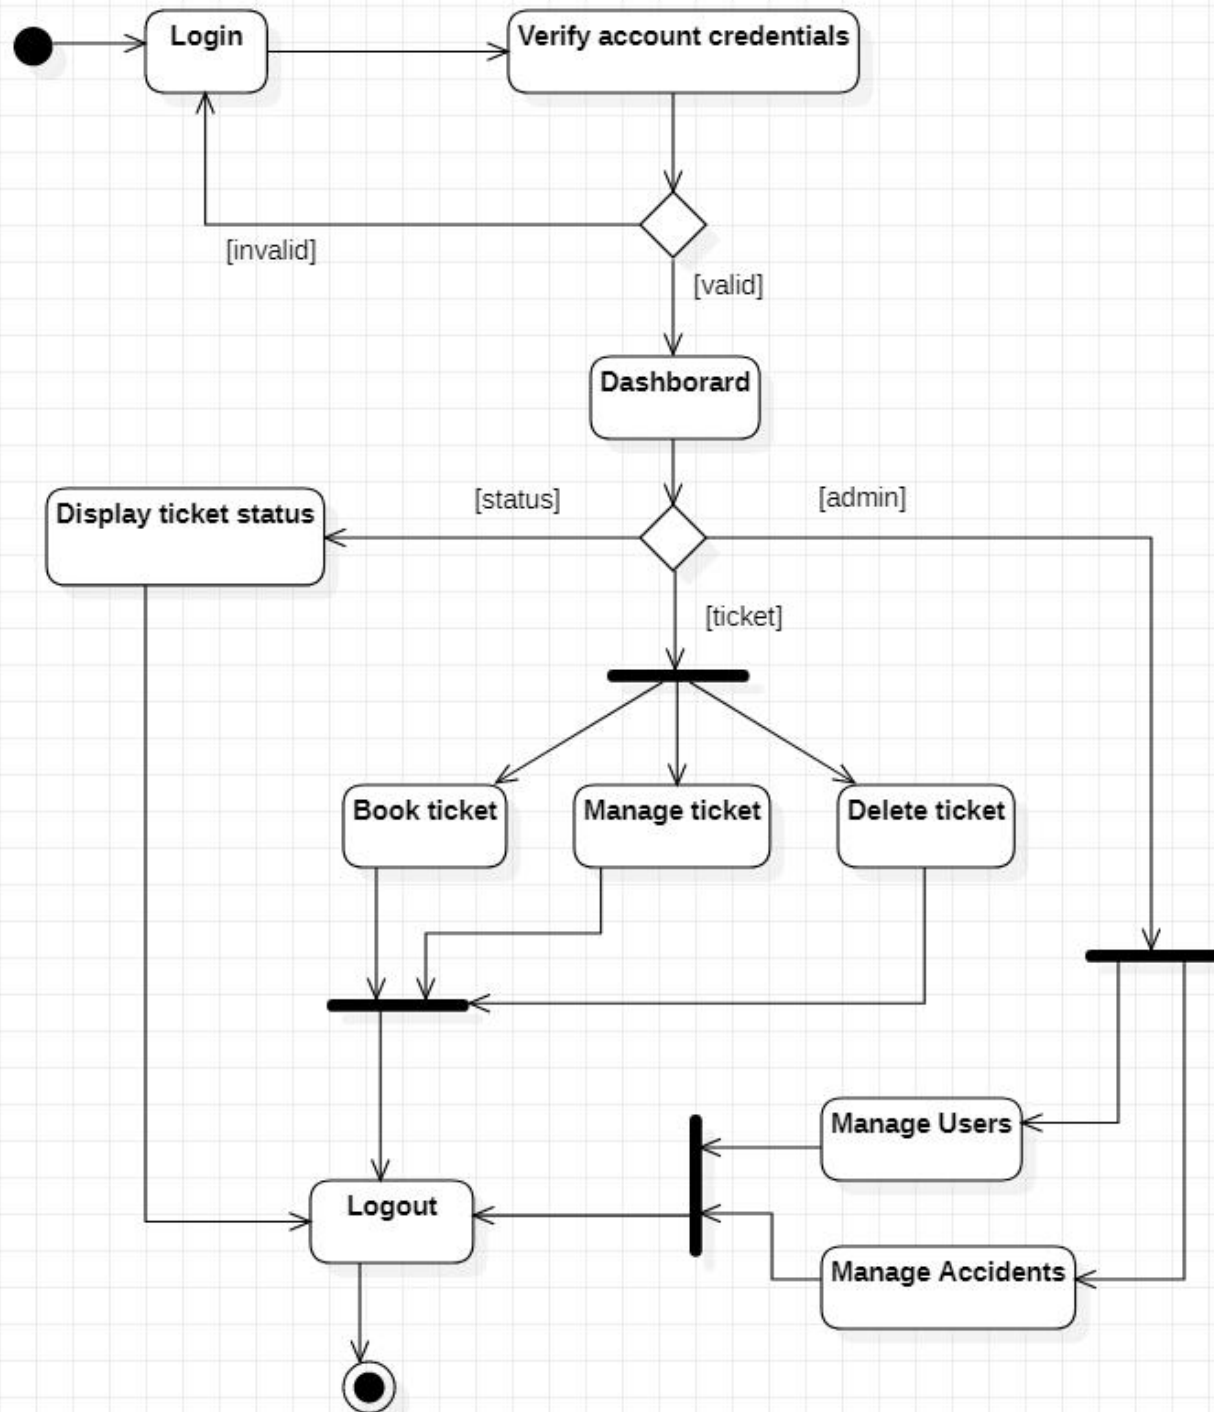 Login
Verify account credentials
[invalid]
[valid]
Dashborard
[status]
[admin]
Display ticket status
[ticket]
Book ticket
Manage ticket
Delete ticket
Manage Users
Logout
Manage Accidents